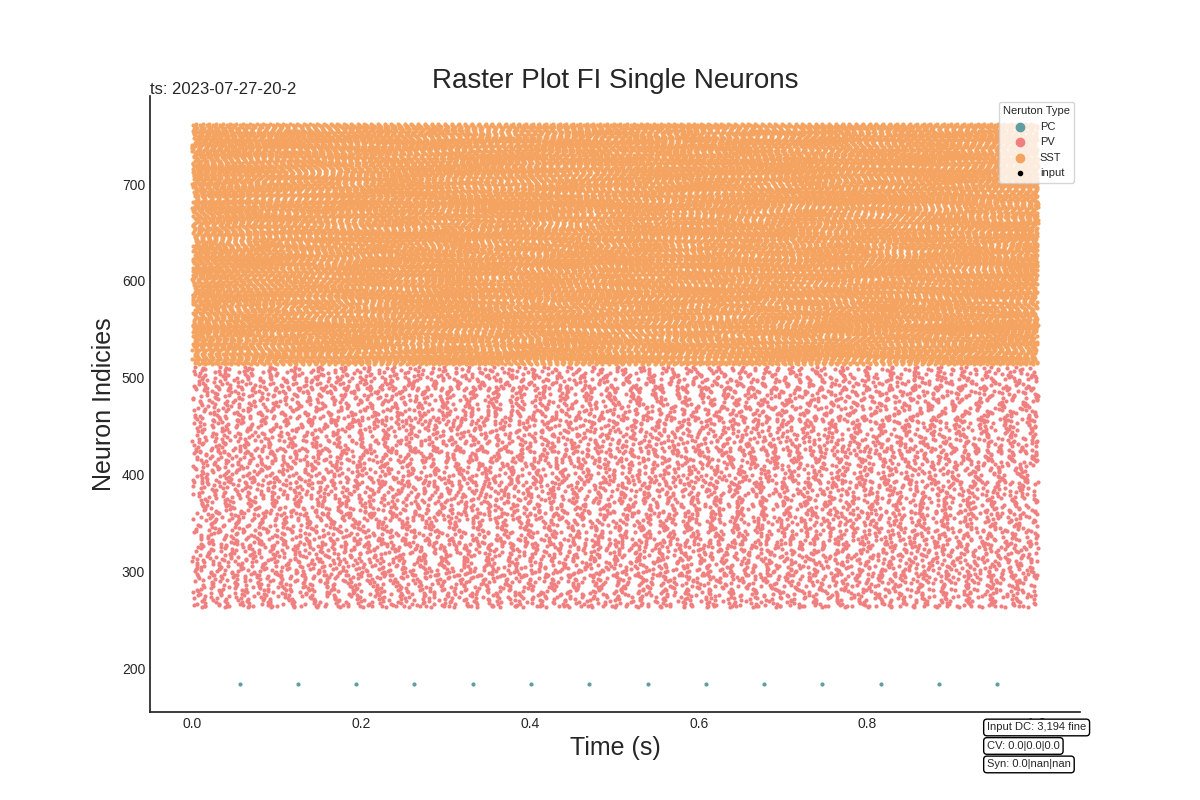 Raster Plot FI Single Neurons
ts: 2023-07-27-20-2
Neruton Type
PC
PV
SST
input
Neuron Indicies
700
600
500
400
300
200
0.0 0.2 0.4 0.6 0.8
Time (s)
Input DC: 3,194 fine
CV: 0.0|0.0|0.0
Syn: 0.0|nan|nan